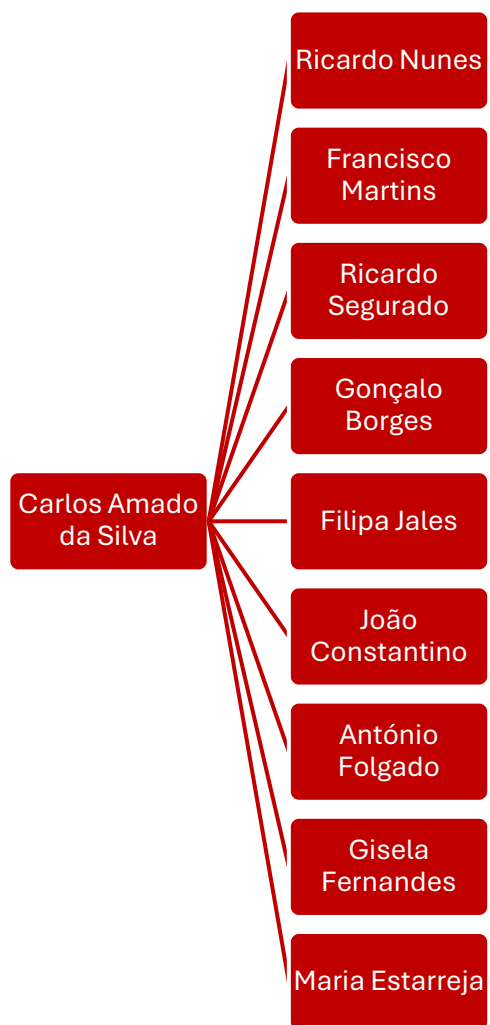 Ricardo Nunes
Francisco
Martins
Ricardo
Segurado
Gonçalo
Borges
Carlos Amado
da Silva
Filipa Jales
João
Constantino
António
Folgado
Gisela
Fernandes
Maria Estarreja